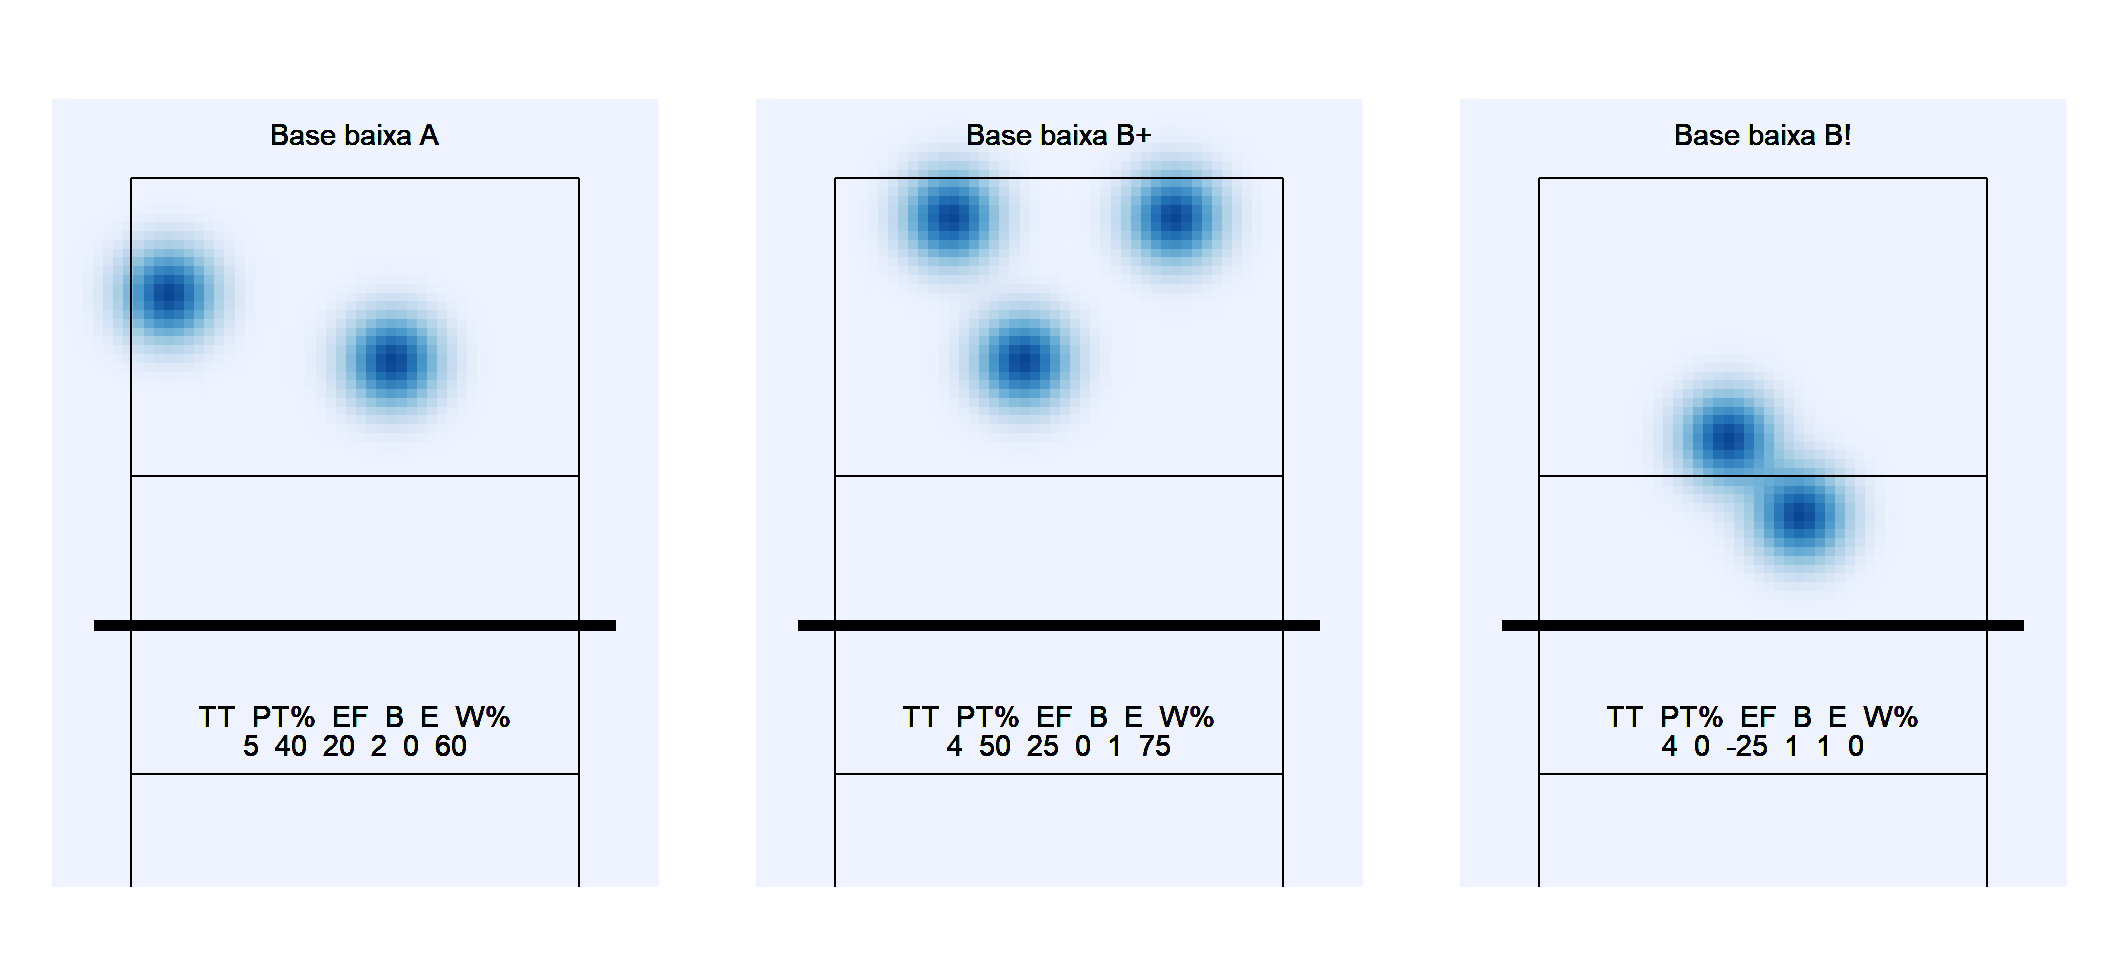 Base baixa A
TT PT% EF B E W%
5 40 20 2 0 60
Base baixa B+
TT PT% EF B E W%
4 50 25 0 1 75
Base baixa B!
TT PT% EF B E W%
4 0 -25 1 1 0